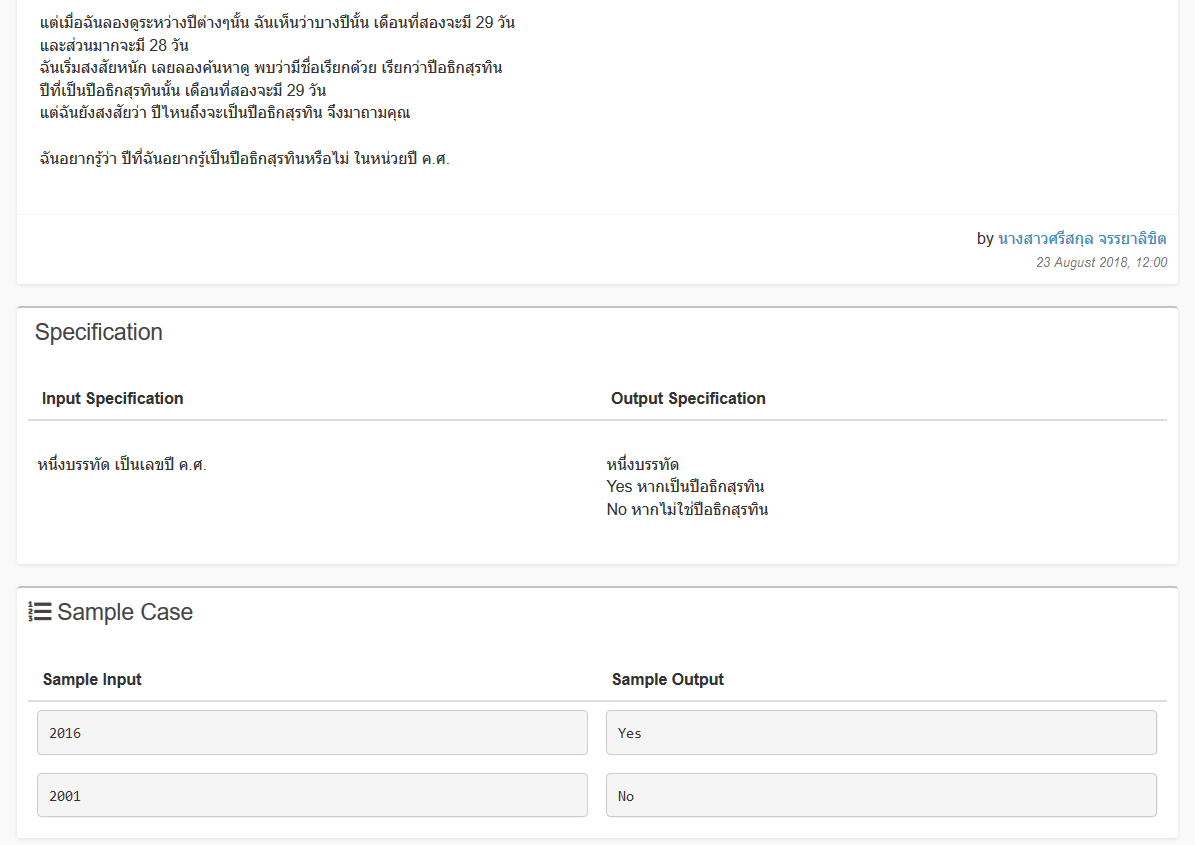 แต่เมื่อฉันลองดูระหว่างปีต่างๆนั้น ฉันเห็นว่าบางปีนั้น เดือนที่สองจะมี 29 วัน
และส่วนมากจะมี 28 วัน
ฉันเริ่มสงสัยหนัก เลยลองค้นหาดู พบว่ามีชื่อเรียกด้วย เรียกว่าปีอธิกสุรทิน
ปีที่เป็นปีอธิกสุรทินนั้น เดือนที่สองจะมี 29 วัน
แต่ฉันยังสงสัยว่า ปีไหนถึงจะเป็นปีอธิกสุรทิน จึงมาถามคุณ
ฉันอยากรู้ว่า ปีที่ฉันอยากรู้เป็นปีอธิกสุรทินหรือไม่ ในหน่วยปี ค.ศ.
by นางสาวศรีสกุล จรรยาลิขิต
23 August 2018, 12:00
Specification
Input Specification
Output Specification
หนึ่งบรรทัด เป็นเลขปี ค.ศ.
หนึ่งบรรทัด
Yes หากเป็นปีอธิกสุรทิน
No หากไม่ใช่ปีอธิกสุรทิน
Sample Case
Sample Input
Sample Output
2016
Yes
2001
No